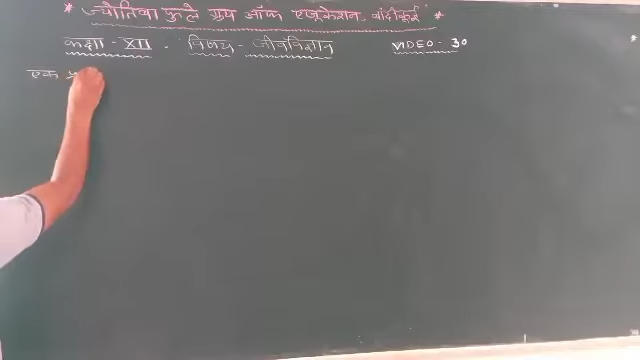 * ज्योतिबा फुले ग्रुप ऑफ एजूकेशन बांदीकुई *
कक्षा - XII . विषय - जीवविज्ञान VIDEO - 30
एक